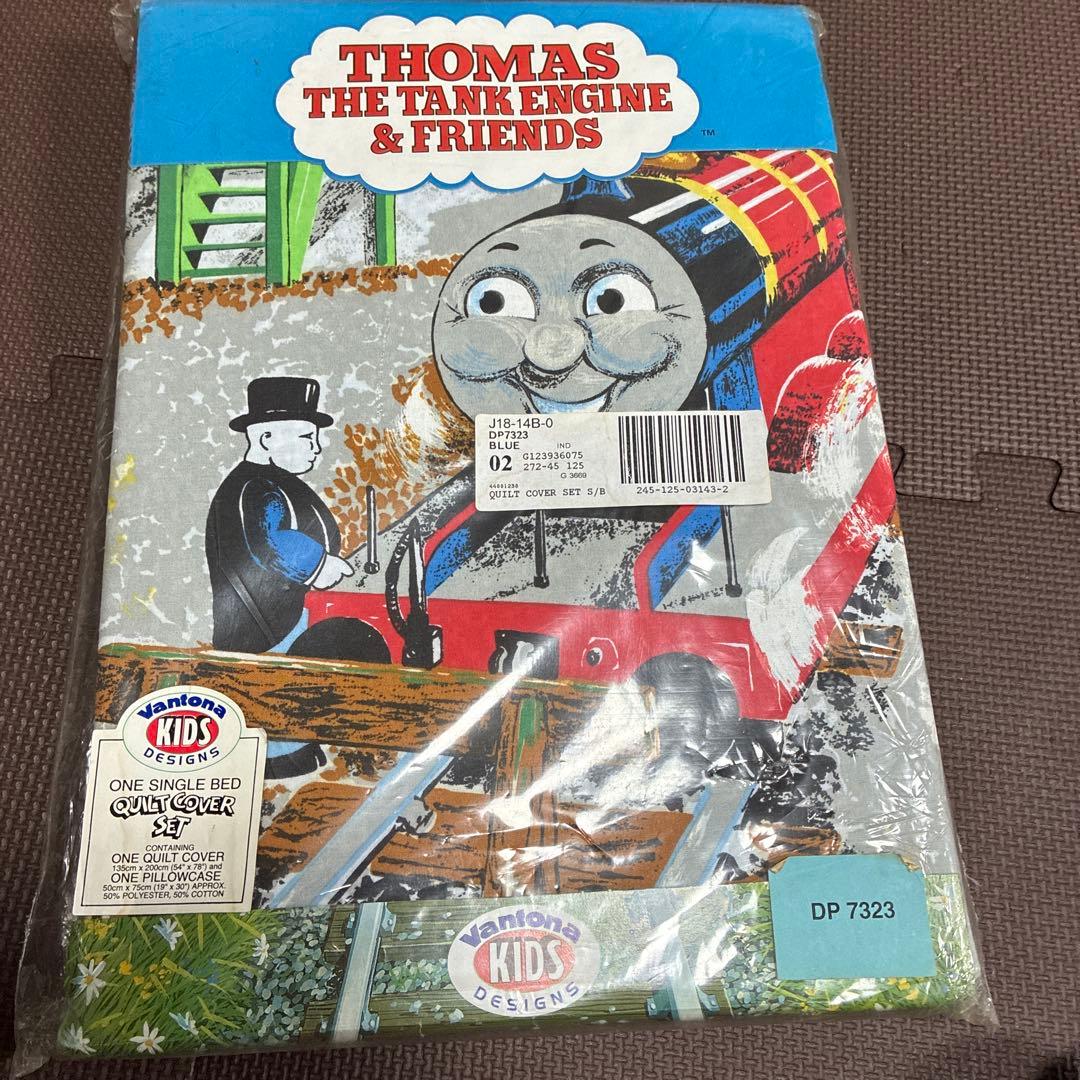 THOMAS
THE TANK ENGINE
& FRIENDS
TM
J18-14B-0
DP7323
BLUE IND
02 G123936075
272-45 125
G 3669
44001230
QUILT COVER SET S/B
245-125-03143-2
Vantona
KIDS
DESIGNS
ONE SINGLE BED
QUILT COVER
SET
CONTAINING
ONE QUILT COVER
135cm x 200cm (54" x 78") and
ONE PILLOWCASE
50cm x 75cm (19" x 30") APPROX.
50% POLYESTER, 50% COTTON
Vantona
KIDS
DESIGNS
DP 7323